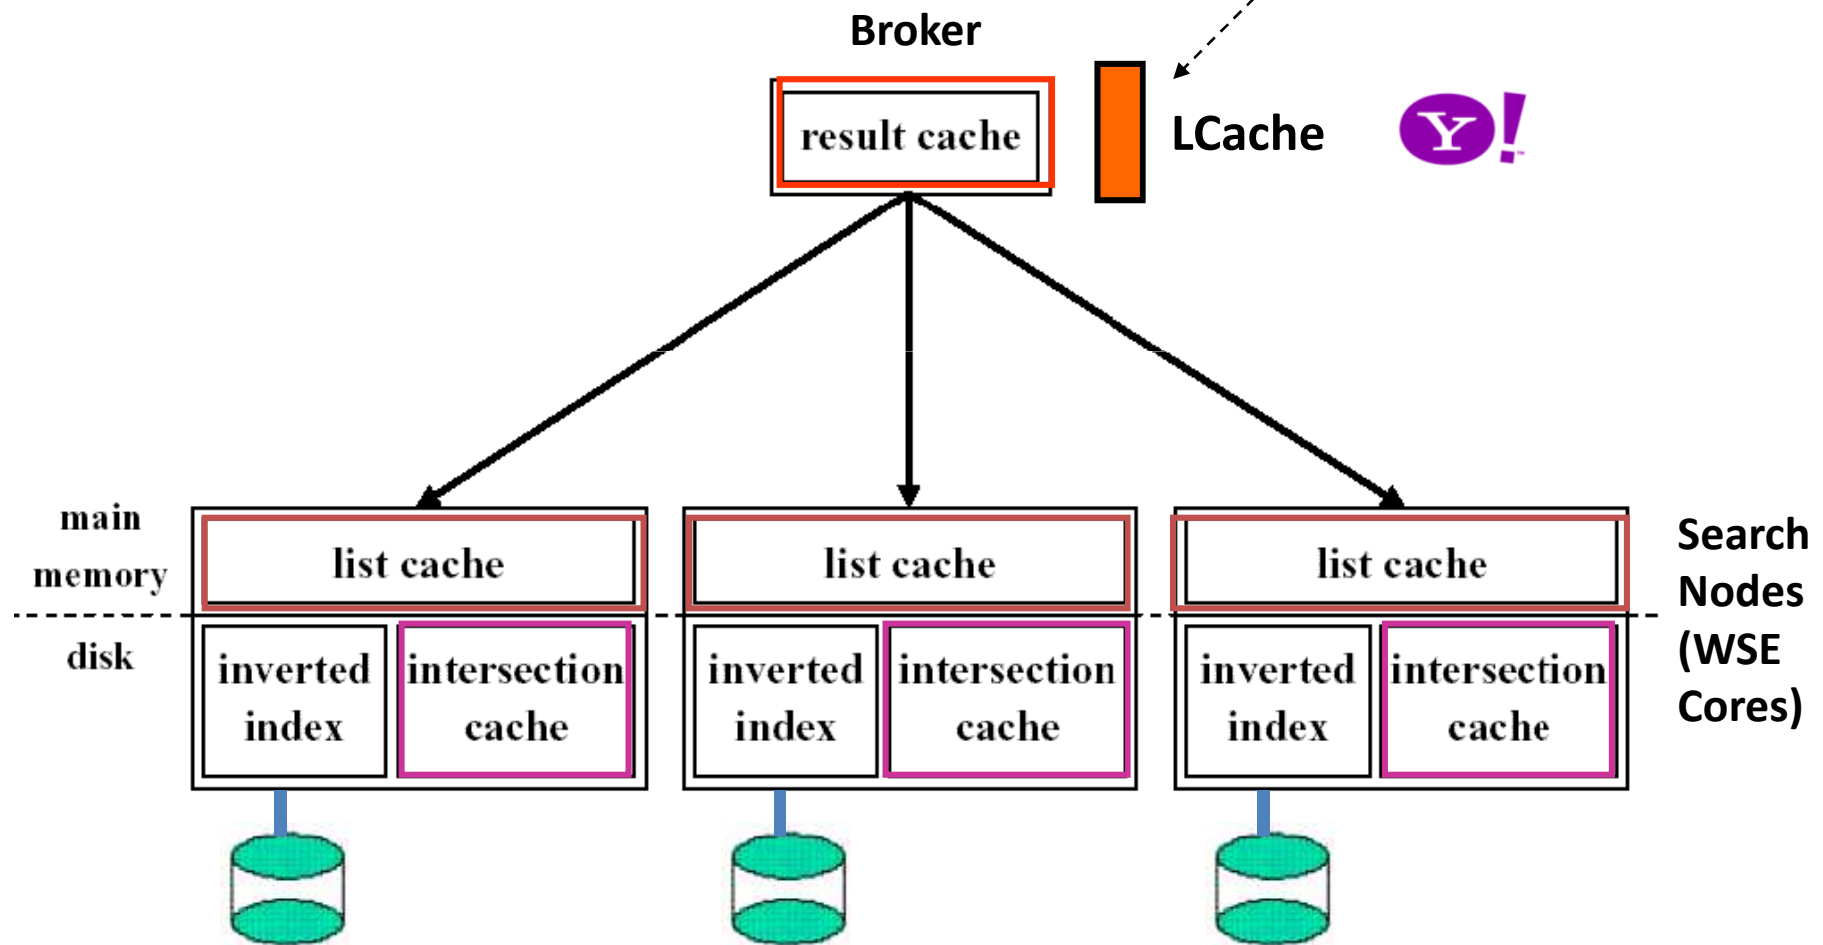 Broker
result cache
LCache
Y!
main
memory
list cache
list cache
list cache
Search
Nodes
(WSE
Cores)
disk
inverted
index
intersection
cache
inverted
index
intersection
cache
inverted
index
intersection
cache